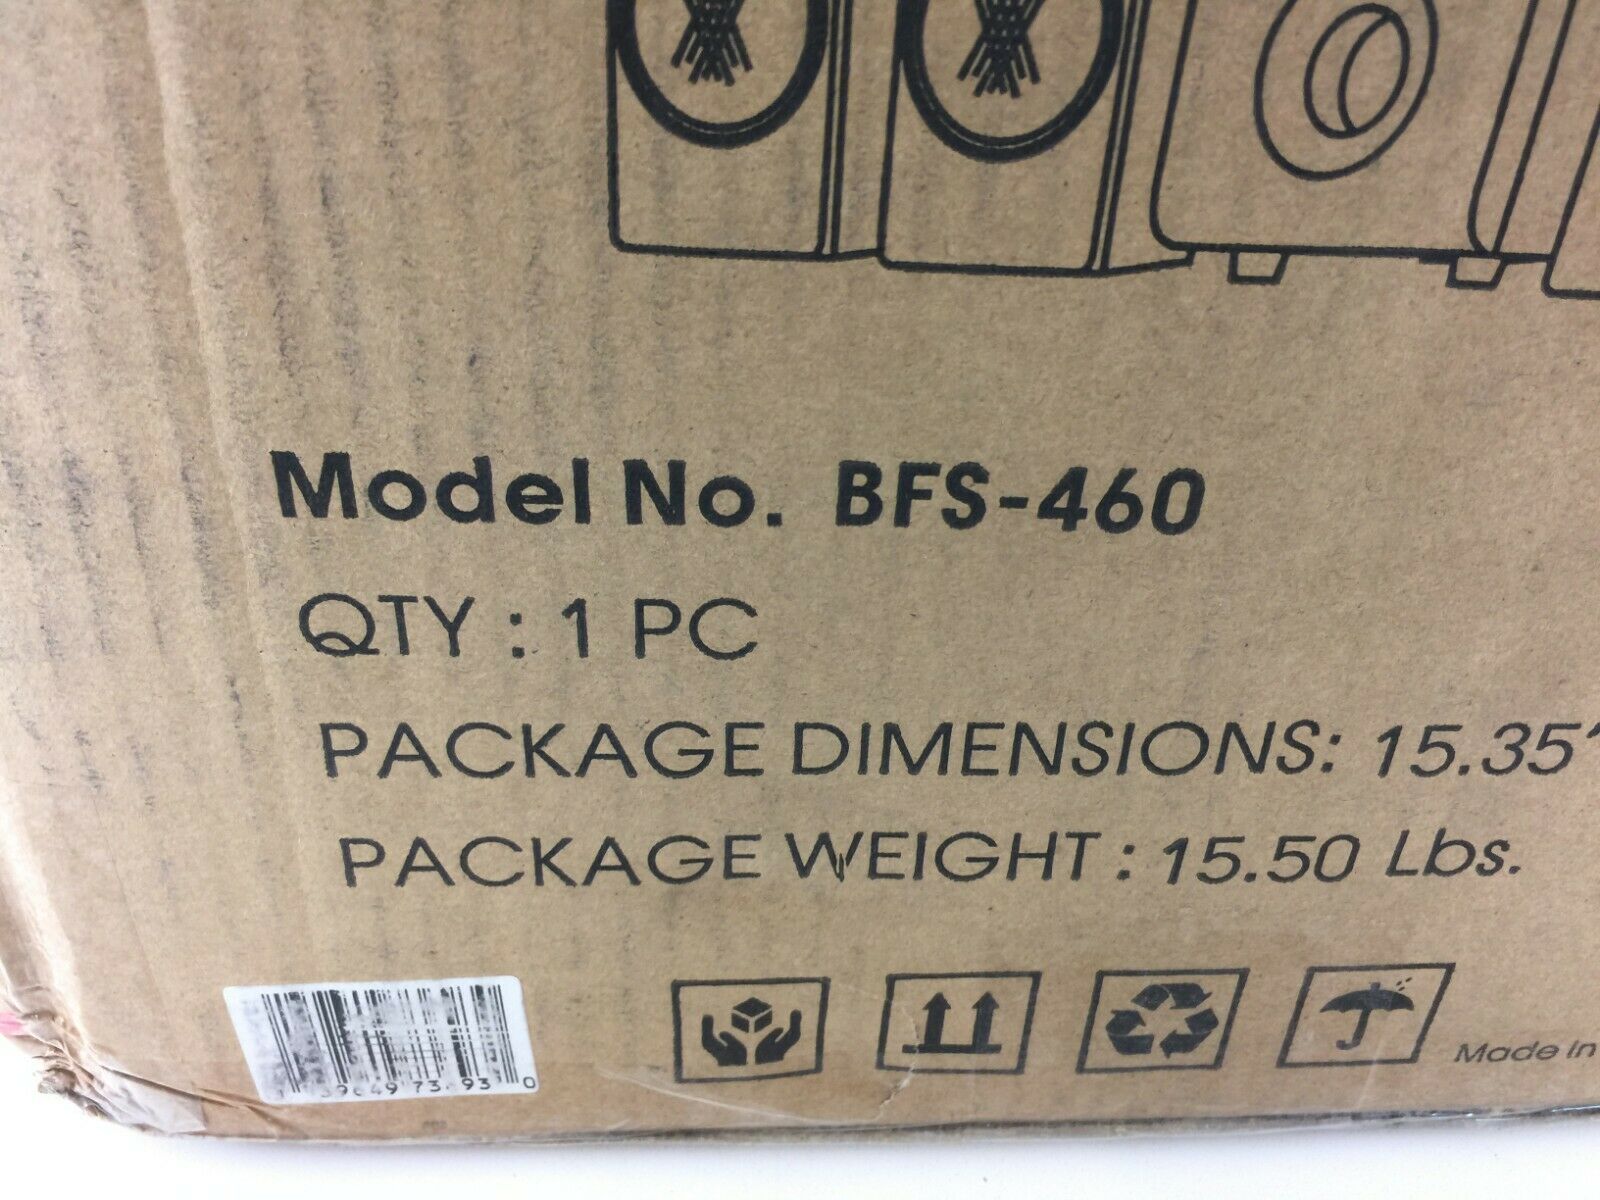 Model No. BFS-460
QTY : 1 PC
PACKAGE DIMENSIONS: 15.35"
PACKAGE WEIGHT : 15.50 Lbs.
Made in